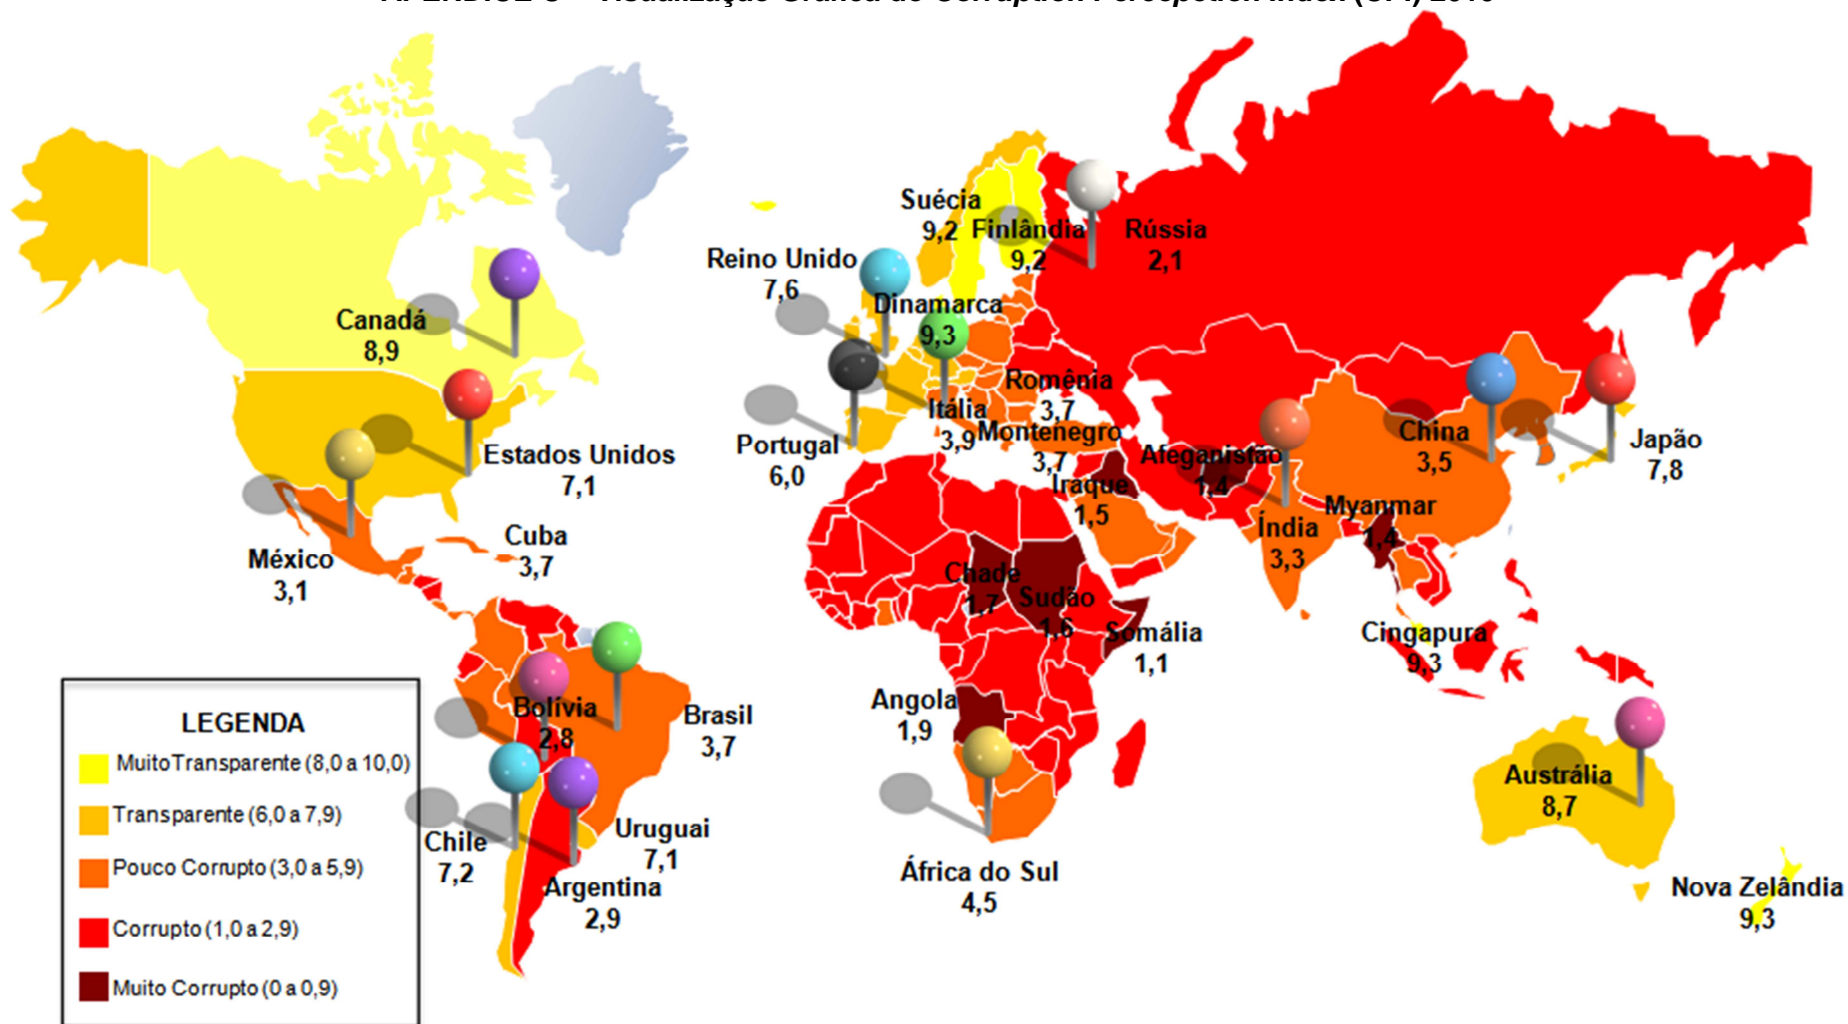 Suécia
9,2
Finlândia
9,2
Rússia
2,1
Reino Unido
7,6
Dinamarca
9,3
Canadá
8,9
Romênia
3,7
Itália
3,9
Montenegro
3,7
Portugal
6,0
Afeganistão
1,4
China
3,5
Japão
7,8
Estados Unidos
7,1
Iraque
1,5
Índia
3,3
Myanmar
1,4
México
3,1
Cuba
3,7
Chade
1,7
Sudão
1,6
Somália
1,1
Cingapura
9,3
Angola
1,9
Bolívia
2,8
Brasil
3,7
Chile
7,2
Uruguai
7,1
Argentina
2,9
África do Sul
4,5
Austrália
8,7
Nova Zelândia
9,3
LEGENDA
Muito Transparente (8,0 a 10,0)
Transparente (6,0 a 7,9)
Pouco Corrupto (3,0 a 5,9)
Corrupto (1,0 a 2,9)
Muito Corrupto (0 a 0,9)